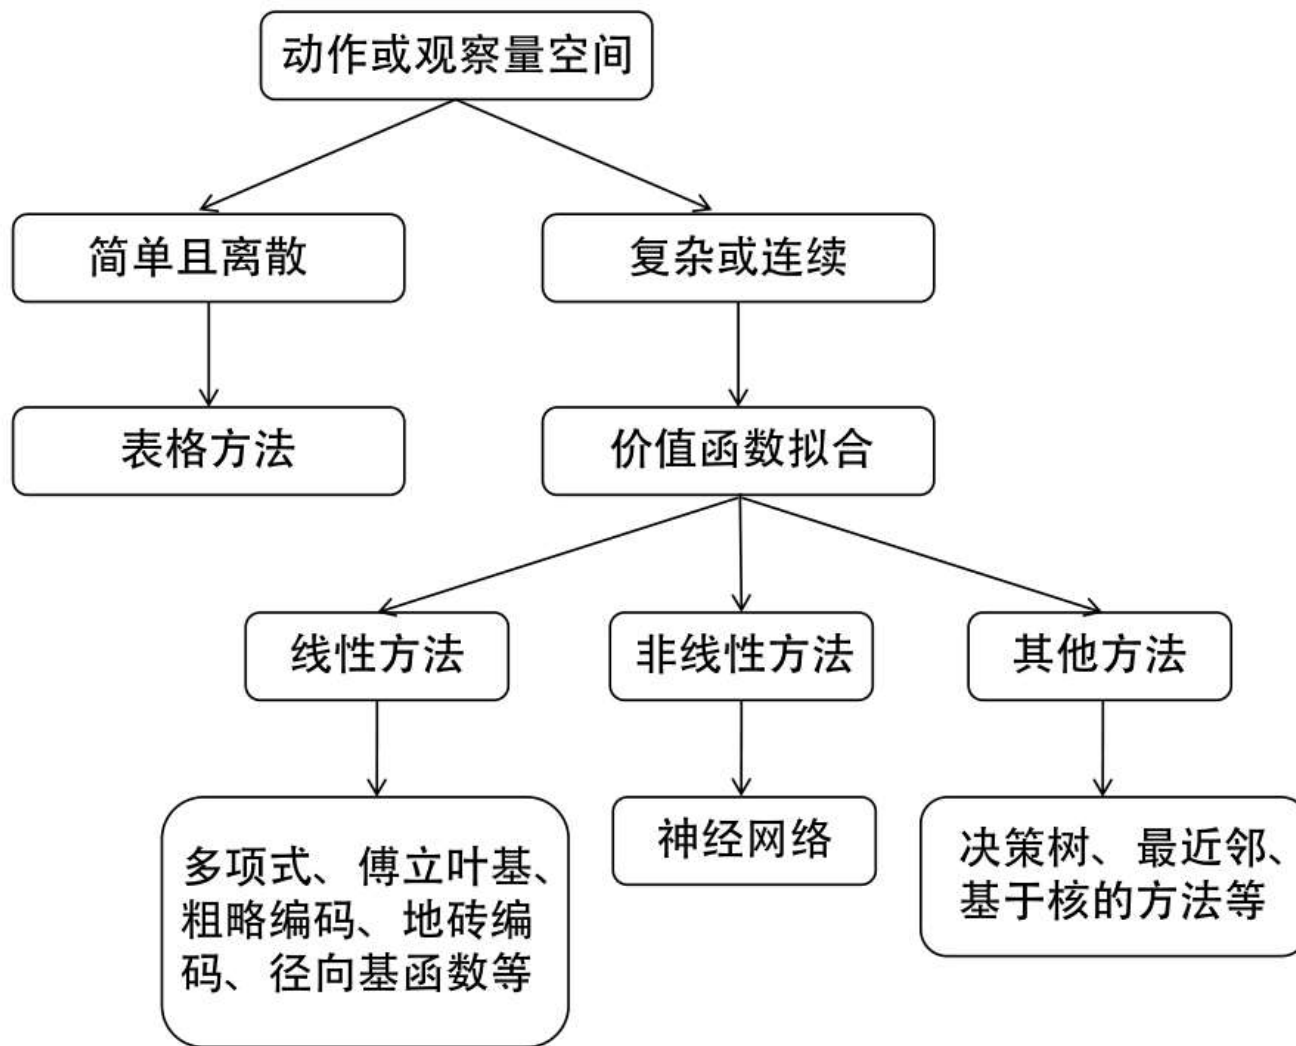 动作或观察量空间
简单且离散
复杂或连续
表格方法
价值函数拟合
线性方法
非线性方法
其他方法
多项式、傅立叶基、
粗略编码、地砖编
码、径向基函数等
神经网络
决策树、最近邻、
基于核的方法等